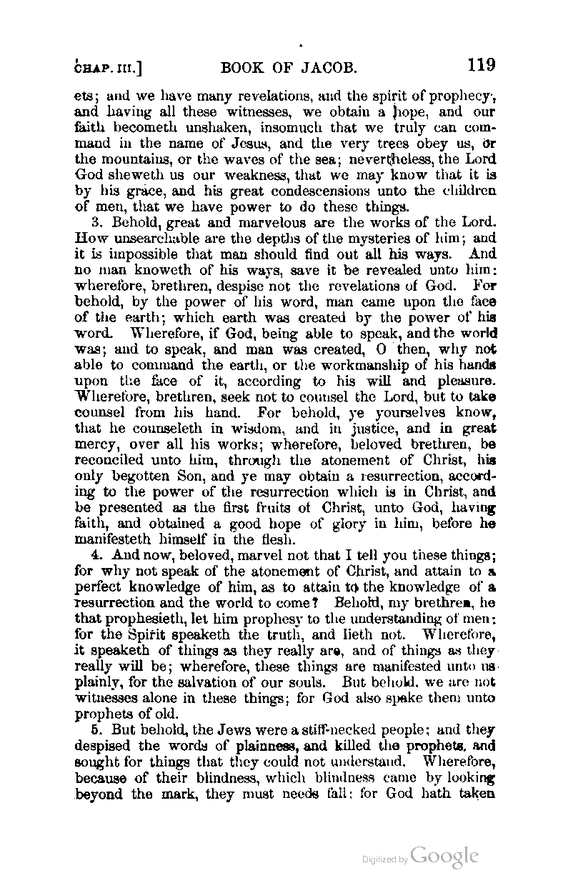 CHAP. III.] BOOK OF JACOB. 119
ets; and we have many revelations, and the spirit of prophecy,
and having all these witnesses, we obtain a hope, and our
faith becometh unshaken, insomuch that we truly can com-
mand in the name of Jesus, and the very trees obey us, or
the mountains, or the waves of the sea; nevertheless, the Lord
God sheweth us our weakness, that we may know that it is
by his grace, and his great condescensions unto the children
of men, that we have power to do these things.
3. Behold, great and marvelous are the works of the Lord.
How unsearchable are the depths of the mysteries of him; and
it is impossible that man should find out all his ways. And
no man knoweth of his ways, save it be revealed unto him:
wherefore, brethren, despise not the revelations of God. For
behold, by the power of his word, man came upon the face
of the earth; which earth was created by the power of his
word. Wherefore, if God, being able to speak, and the world
was; and to speak, and man was created, O then, why not
able to command the earth, or the workmanship of his hands
upon the face of it, according to his will and pleasure.
Wherefore, brethren, seek not to counsel the Lord, but to take
counsel from his hand. For behold, ye yourselves know,
that he counseleth in wisdom, and in justice, and in great
mercy, over all his works; wherefore, beloved brethren, be
reconciled unto him, through the atonement of Christ, his
only begotten Son, and ye may obtain a resurrection, accord-
ing to the power of the resurrection which is in Christ, and
be presented as the first fruits of Christ, unto God, having
faith, and obtained a good hope of glory in him, before he
manifesteth himself in the flesh.
4. And now, beloved, marvel not that I tell you these things;
for why not speak of the atonement of Christ, and attain to a
perfect knowledge of him, as to attain to the knowledge of a
resurrection and the world to come? Behold, my brethren, he
that prophesieth, let him prophesy to the understanding of men:
for the Spirit speaketh the truth, and lieth not. Wherefore,
it speaketh of things as they really are, and of things as they
really will be; wherefore, these things are manifested unto us
plainly, for the salvation of our souls. But behold, we are not
witnesses alone in these things; for God also spake them unto
prophets of old.
5. But behold, the Jews were a stiff-necked people; and they
despised the words of plainness, and killed the prophets, and
sought for things that they could not understand. Wherefore,
because of their blindness, which blindness came by looking
beyond the mark, they must needs fall: for God hath taken
Digitized by Google